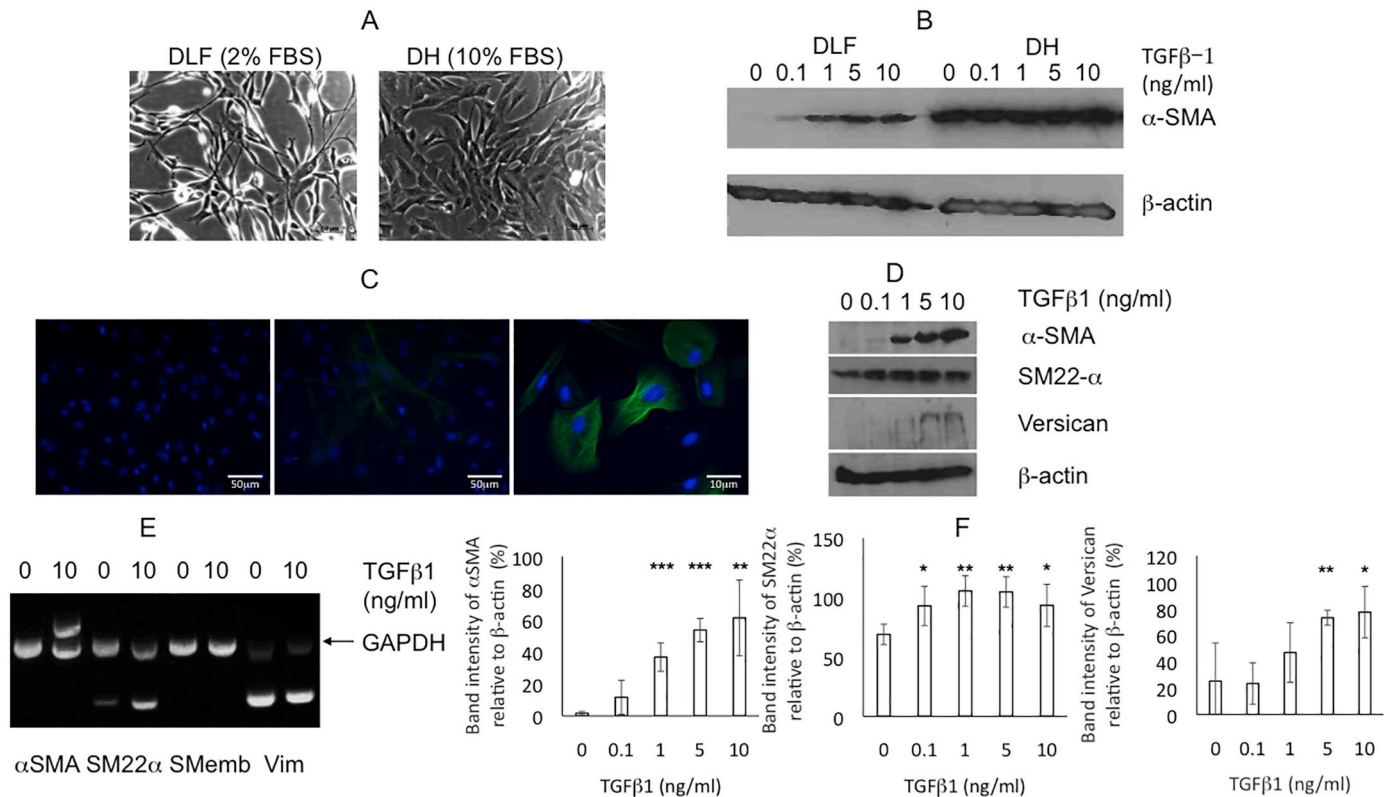 A
DLF (2% FBS)
DH (10% FBS)
B
DLF
DH
TGFβ−1
(ng/ml)
0 0.1 1 5 10
0 0.1 1 5 10
α-SMA
β-actin
C
50μm
50μm
10μm
D
0 0.1 1 5 10
TGFβ1 (ng/ml)
α-SMA
SM22-α
Versican
β-actin
E
0 10 0 10 0 10 0 10
TGFβ1
(ng/ml)
GAPDH
αSMA SM22α SMemb Vim
F
Band intensity of αSMA
relative to β-actin (%)
100
80
60
40
20
0
*** *** **
0 0.1 1 5 10
TGFβ1 (ng/ml)
Band intensity of SM22α
relative to β-actin (%)
150
100
50
0
* ** ** *
0 0.1 1 5 10
TGFβ1 (ng/ml)
Band intensity of Versican
relative to β-actin (%)
120
100
80
60
40
20
0
** *
0 0.1 1 5 10
TGFβ1 (ng/ml)